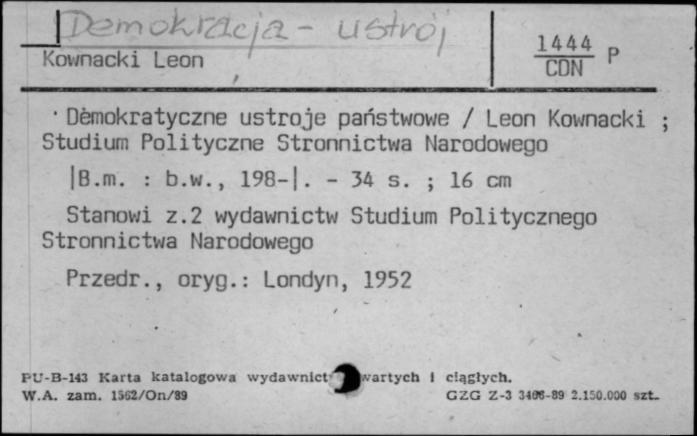 Demokracja - ustrój
Kownacki Leon
1444 P
CDN
Demokratyczne ustroje państwowe / Leon Kownacki ;
Studium Polityczne Stronnictwa Narodowego
|B.m. : b.w., 198-|. - 34 s. ; 16 cm
Stanowi z.2 wydawnictw Studium Politycznego
Stronnictwa Narodowego
Przedr., oryg.: Londyn, 1952
PU-B-143 Karta katalogowa wydawnict wartych i ciągłych.
W.A. zam. 1562/On/89 GZG Z-3 3466-89 2.150.000 szt.